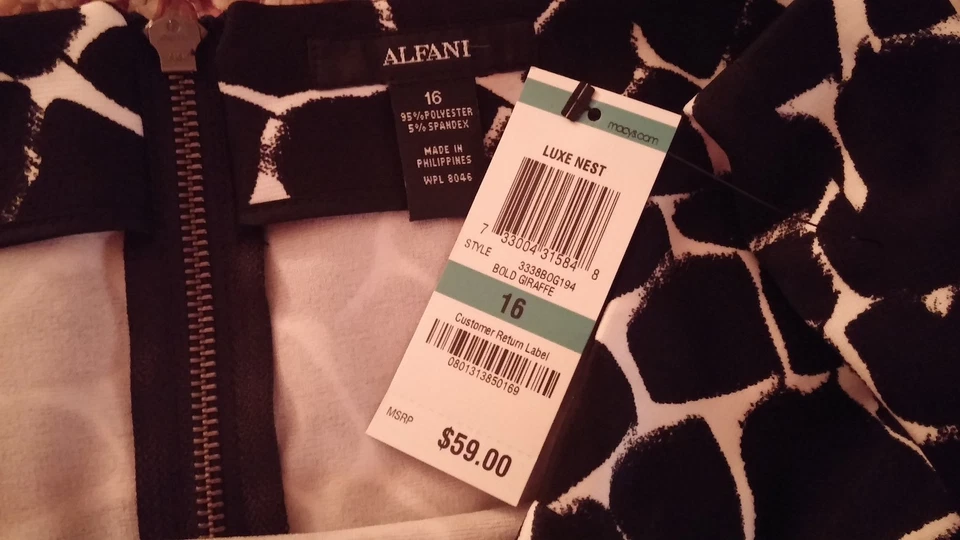 ALFANI
16
95% POLYESTER
5% SPANDEX
MADE IN
PHILIPPINES
WPL 8046
macys.com
LUXE NEST
7 33004 31584 8
STYLE 3338BOG194
BOLD GIRAFFE
16
Customer Return Label
0801313850169
MSRP
$59.00